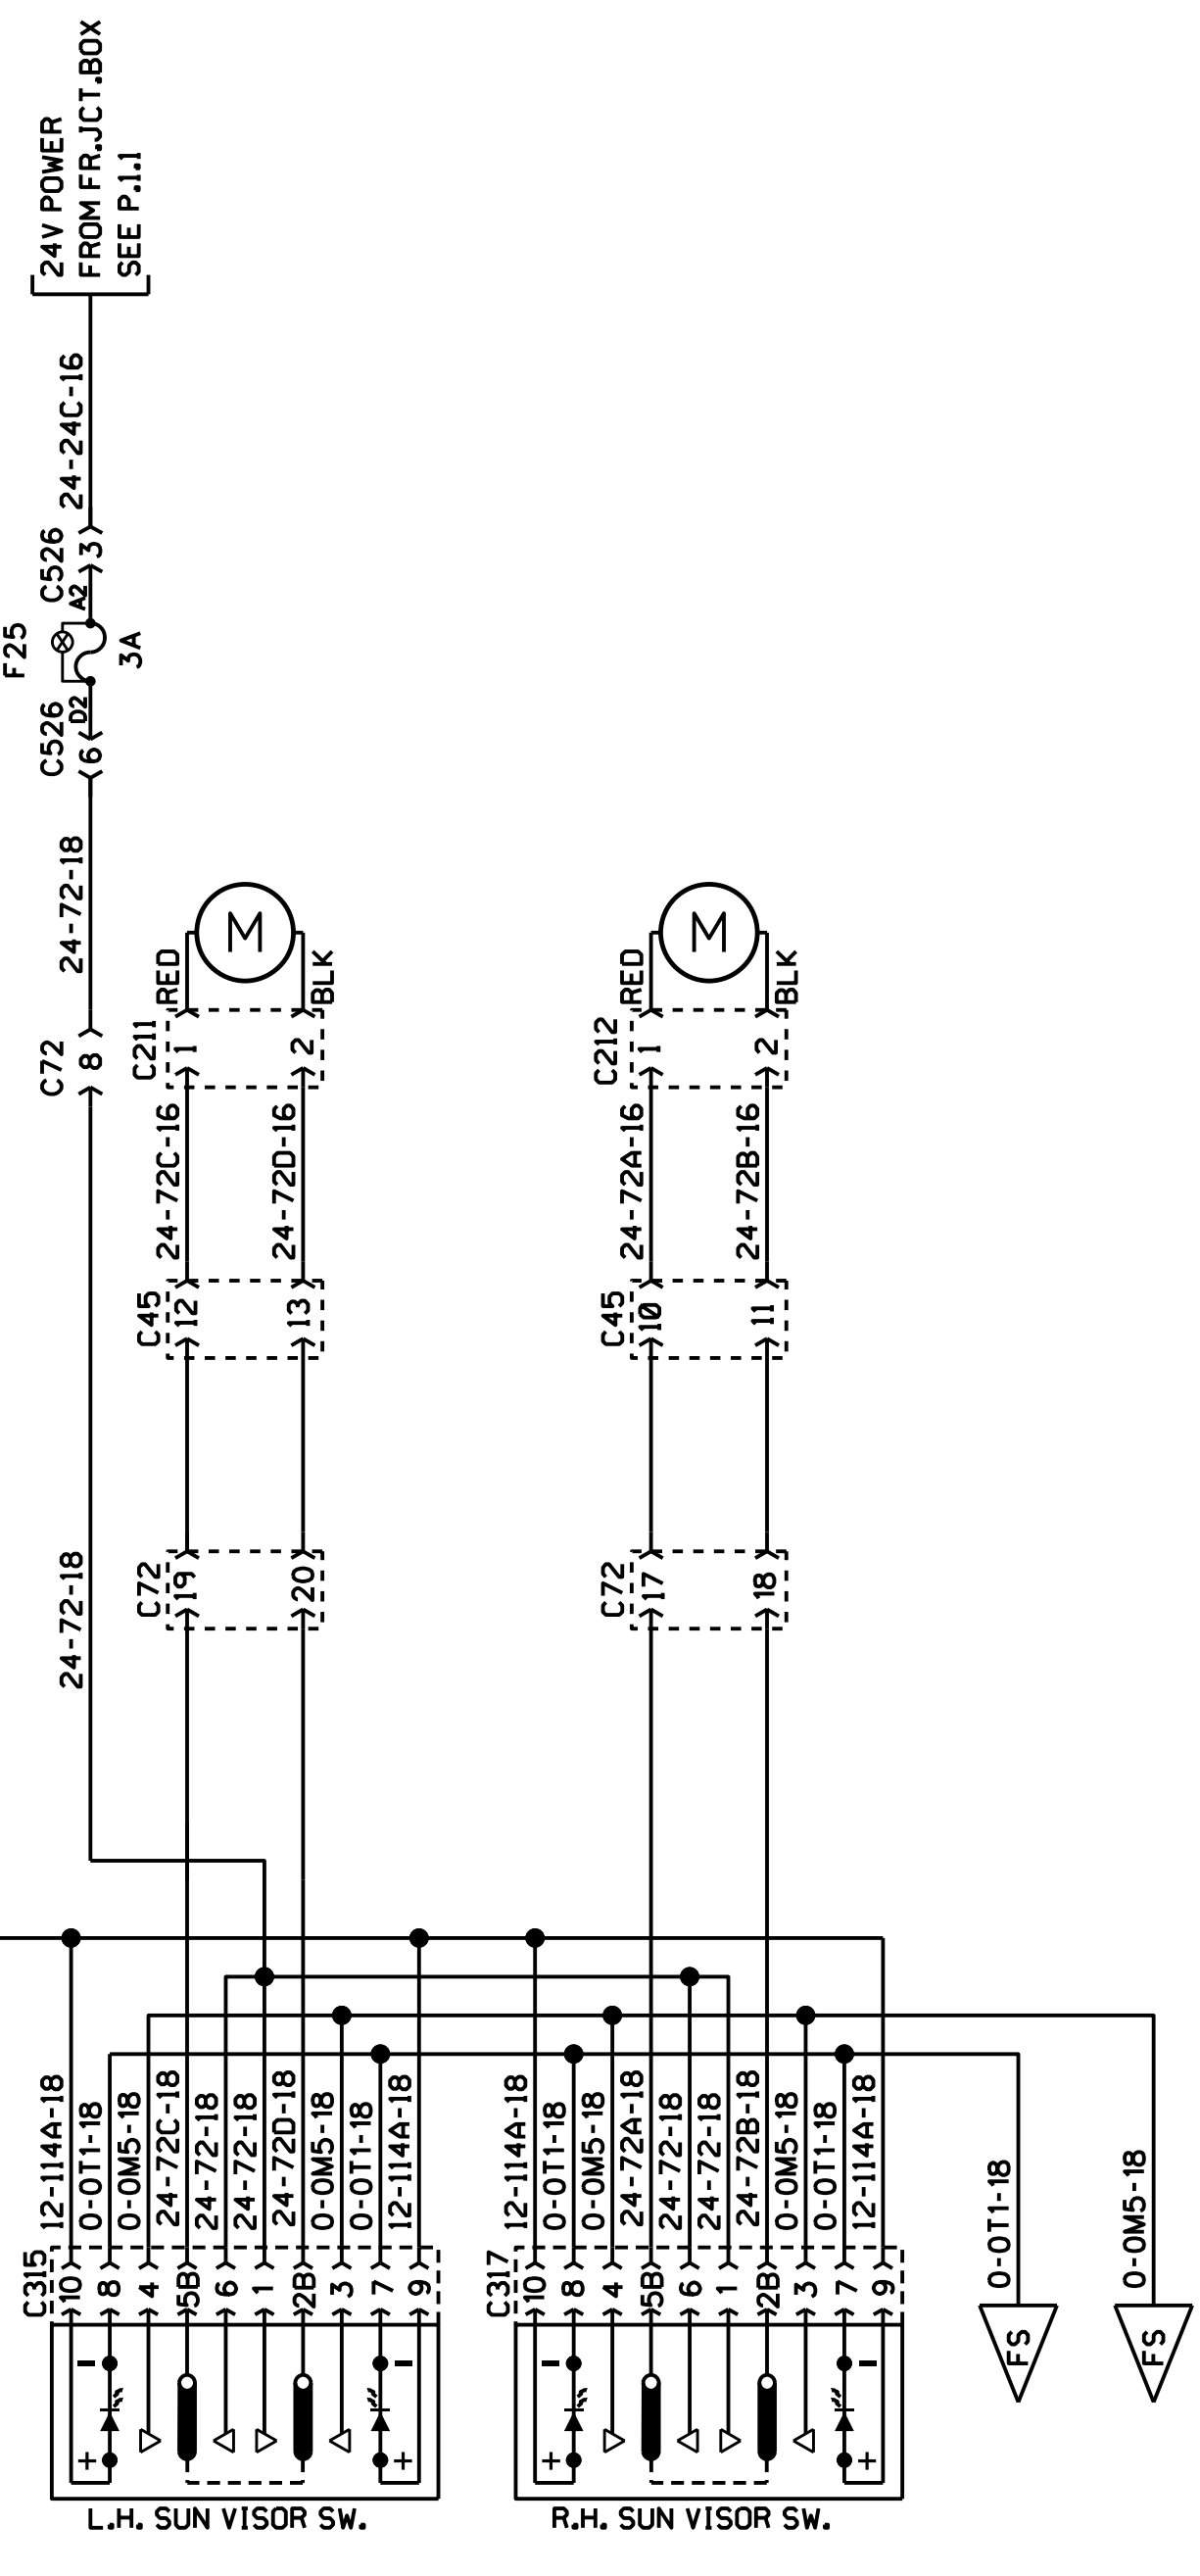 24V POWER
FROM FR.JCT.BOX
SEE P.1.1
24-24C-16
C526
3
A2
F25
3A
D2
C526
6
24-72-18
C72
8
24-72-18
RED
M
BLK
C211
1
2
24-72C-16
24-72D-16
C45
12
13
C72
19
20
RED
M
BLK
C212
1
2
24-72A-16
24-72B-16
C45
10
11
C72
17
18
12-114A-18
0-0T1-18
0-0M5-18
24-72C-18
24-72-18
24-72-18
24-72D-18
0-0M5-18
0-0T1-18
12-114A-18
C315
10
8
4
5B
6
1
2B
3
7
9
+
-
-
+
L.H. SUN VISOR SW.
12-114A-18
0-0T1-18
0-0M5-18
24-72A-18
24-72-18
24-72-18
24-72B-18
0-0M5-18
0-0T1-18
12-114A-18
C317
10
8
4
5B
6
1
2B
3
7
9
+
-
-
+
R.H. SUN VISOR SW.
0-0T1-18
FS
0-0M5-18
FS